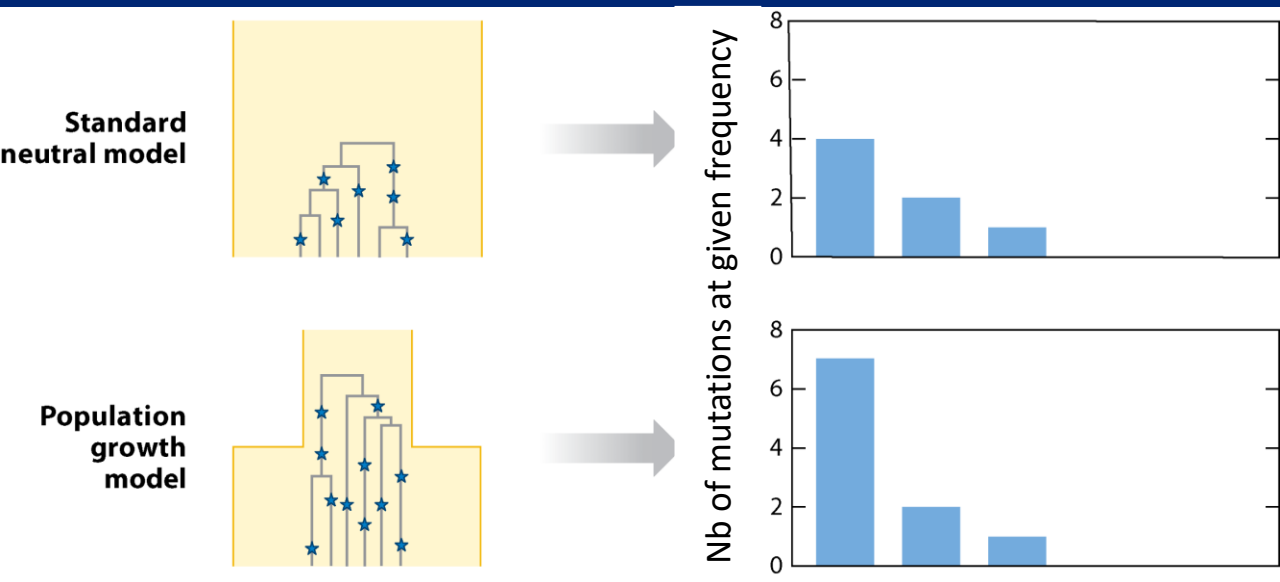 Standard
neutral model
Nb of mutations at given frequency
8
6
4
2
0
Population
growth
model
8
6
4
2
0